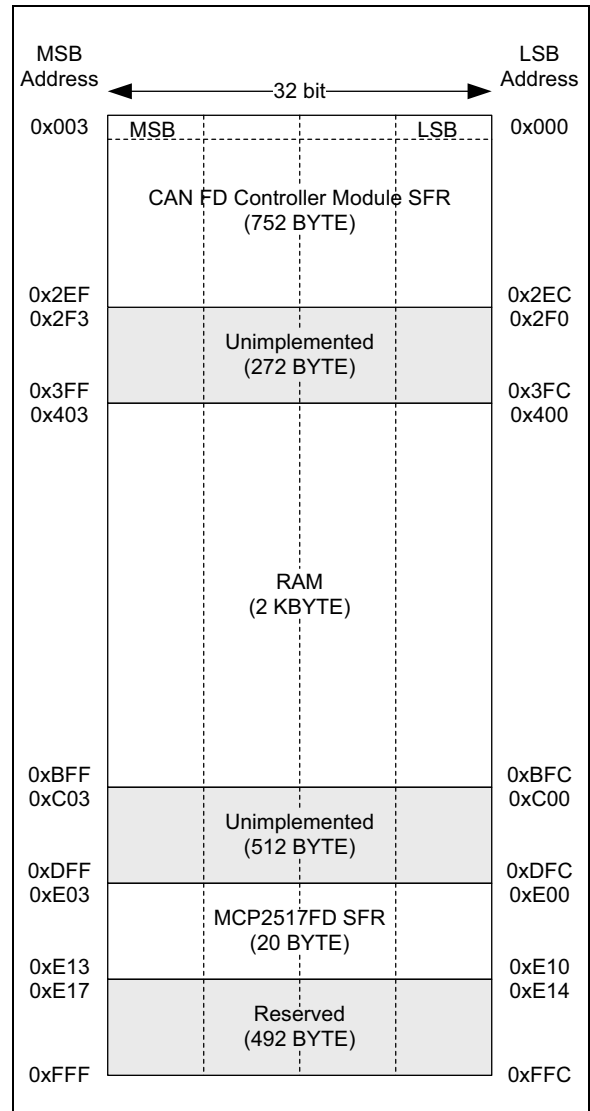 MSB Address LSB Address
32 bit
0x003 MSB LSB 0x000
CAN FD Controller Module SFR
(752 BYTE)
0x2EF 0x2EC
0x2F3 0x2F0
Unimplemented
(272 BYTE)
0x3FF 0x3FC
0x403 0x400
RAM
(2 KBYTE)
0xBFF 0xBFC
0xC03 0xC00
Unimplemented
(512 BYTE)
0xDFF 0xDFC
0xE03 0xE00
MCP2517FD SFR
(20 BYTE)
0xE13 0xE10
0xE17 0xE14
Reserved
(492 BYTE)
0xFFF 0xFFC